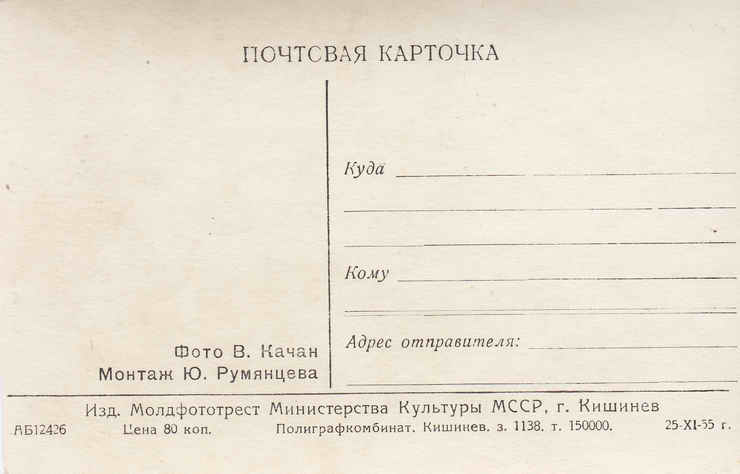 ПОЧТОВАЯ КАРТОЧКА
Куда
Кому
Адрес отправителя:
Фото В. Качан
Монтаж Ю. Румянцева
Изд. Молдфототрест Министерства Культуры МССР, г. Кишинев
АБ12426 Цена 80 коп. Полиграфкомбинат. Кишинев. з. 1138. т. 150000. 25-XI-55 г.